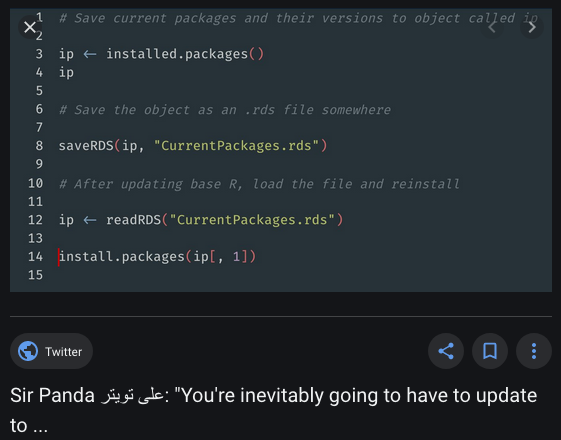 1 # Save current packages and their versions to object called ip
2
3 ip ← installed.packages()
4 ip
5
6 # Save the object as an .rds file somewhere
7
8 saveRDS(ip, "CurrentPackages.rds")
9
10 # After updating base R, load the file and reinstall
11
12 ip ← readRDS("CurrentPackages.rds")
13
14 install.packages(ip[, 1])
15
Twitter
Sir Panda على تويتر: "You're inevitably going to have to update
to ...